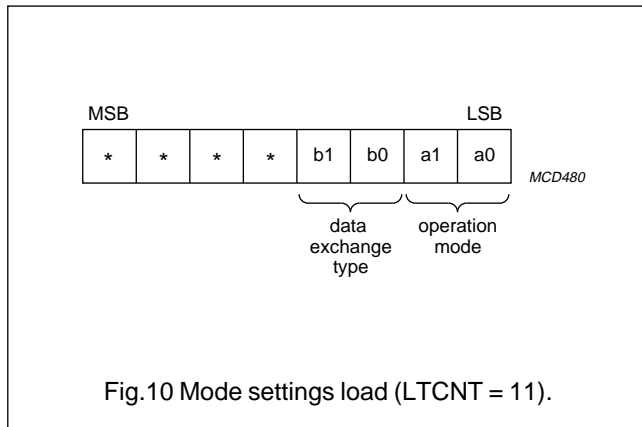 MSB LSB
* * * * b1 b0 a1 a0
MCD480
data operation
exchange mode
type
Fig.10 Mode settings load (LTCNT = 11).